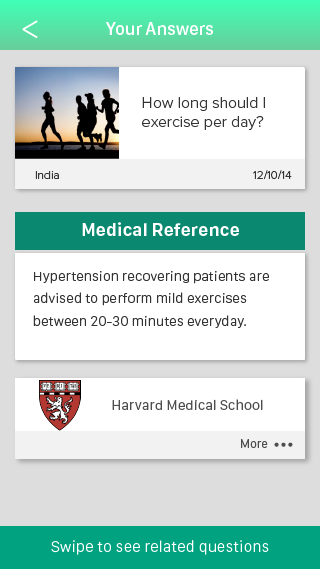 Your Answers
How long should I
exercise per day?
India
12/10/14
Medical Reference
Hypertension recovering patients are
advised to perform mild exercises
between 20-30 minutes everyday.
Harvard Medical School
More
Swipe to see related questions